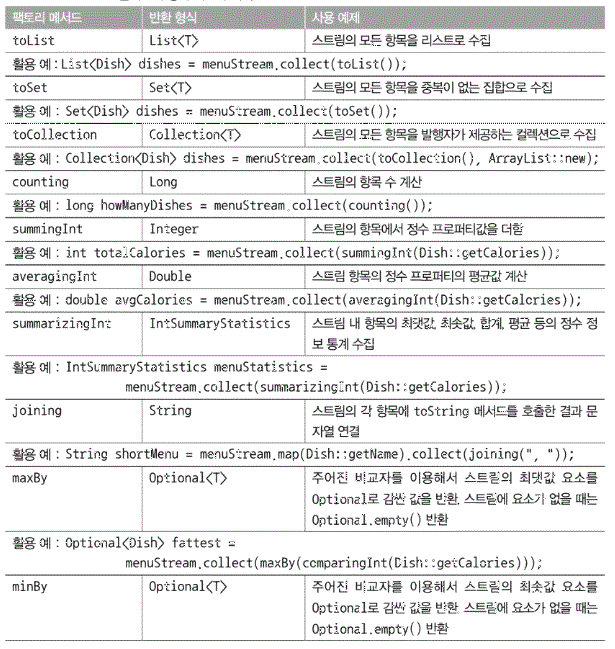 팩토리 메서드 반환 형식 사용 예제
toList List<T> 스트림의 모든 항목을 리스트로 수집
활용 예: List<Dish> dishes = menuStream.collect(toList());
toSet Set<T> 스트림의 모든 항목을 중복이 없는 집합으로 수집
활용 예 : Set<Dish> dishes = menuStream.collect(toSet());
toCollection Collection<T> 스트림의 모든 항목을 발행자가 제공하는 컬렉션으로 수집
활용 예 : Collection<Dish> dishes = menuStream.collect(toCollection(), ArrayList::new);
counting Long 스트림의 항목 수 계산
활용 예 : long howManyDishes = menuStream.collect(counting());
summingInt Integer 스트림의 항목에서 정수 프로퍼티값을 더함
활용 예 : int totalCalories = menuStream.collect(summingInt(Dish::getCalories));
averagingInt Double 스트림 항목의 정수 프로퍼티의 평균값 계산
활용 예 : double avgCalories = menuStream.collect(averagingInt(Dish::getCalories));
summarizingInt IntSummaryStatistics 스트림 내 항목의 최댓값, 최솟값, 합계, 평균 등의 정수 정
보 통계 수집
활용 예 : IntSummaryStatistics menuStatistics =
menuStream.collect(summarizingInt(Dish::getCalories));
joining String 스트림의 각 항목에 toString 메서드를 호출한 결과 문
자열 연결
활용 예 : String shortMenu = menuStream.map(Dish::getName).collect(joining(", "));
maxBy Optional<T> 주어진 비교자를 이용해서 스트림의 최댓값 요소를
Optional로 감싼 값을 반환. 스트림에 요소가 없을 때는
Optional.empty() 반환
활용 예 : Optional<Dish> fattest =
menuStream.collect(maxBy(comparingInt(Dish::getCalories)));
minBy Optional<T> 주어진 비교자를 이용해서 스트림의 최솟값 요소를
Optional로 감싼 값을 반환. 스트림에 요소가 없을 때는
Optional.empty() 반환